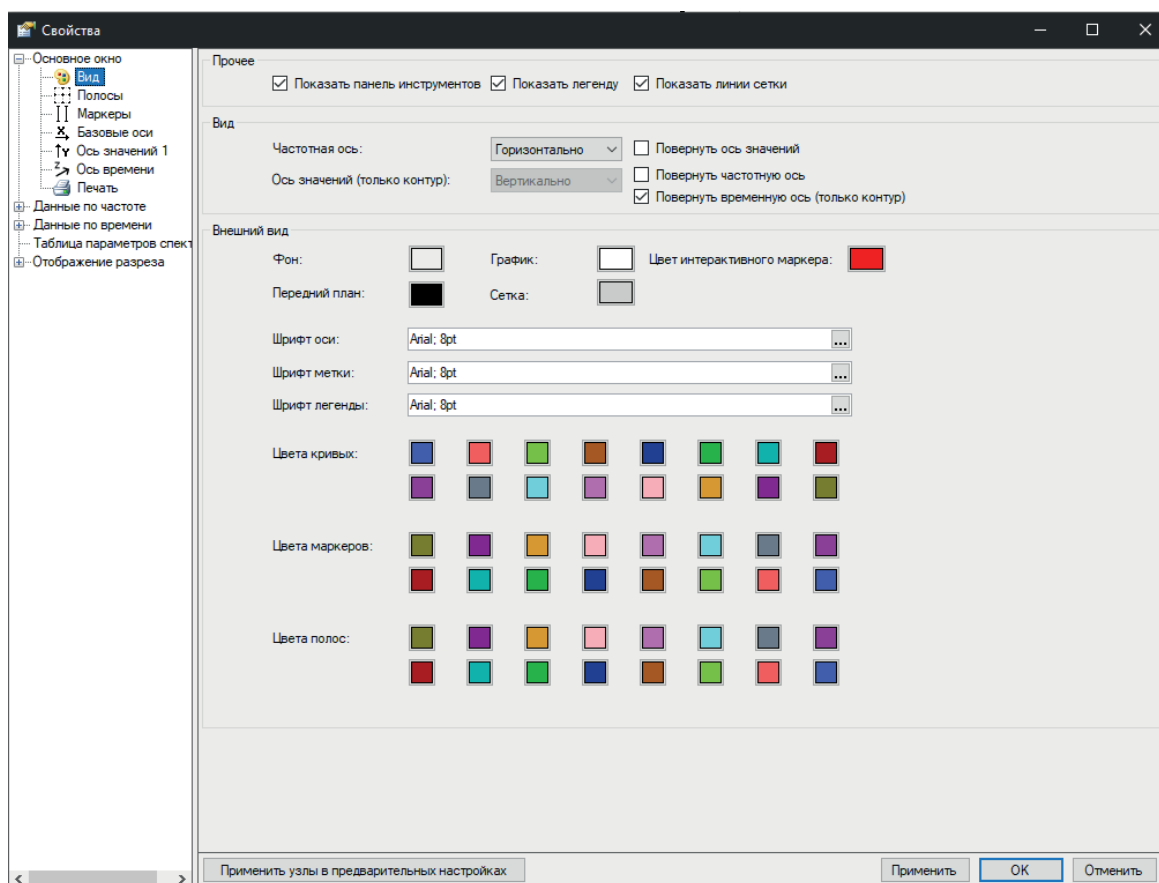 Свойства
Основное окно
Вид
Полосы
Маркеры
Базовые оси
Ось значений 1
Ось времени
Печать
Данные по частоте
Данные по времени
Таблица параметров спект
Отображение разреза
Прочее
Показать панель инструментов Показать легенду Показать линии сетки
Вид
Частотная ось: Горизонтально Повернуть ось значений
Ось значений (только контур): Вертикально Повернуть частотную ось
Повернуть временную ось (только контур)
Внешний вид
Фон: График: Цвет интерактивного маркера:
Передний план: Сетка:
Шрифт оси: Arial; 8pt ...
Шрифт метки: Arial; 8pt ...
Шрифт легенды: Arial; 8pt ...
Цвета кривых:
Цвета маркеров:
Цвета полос:
Применить узлы в предварительных настройках Применить OK Отменить